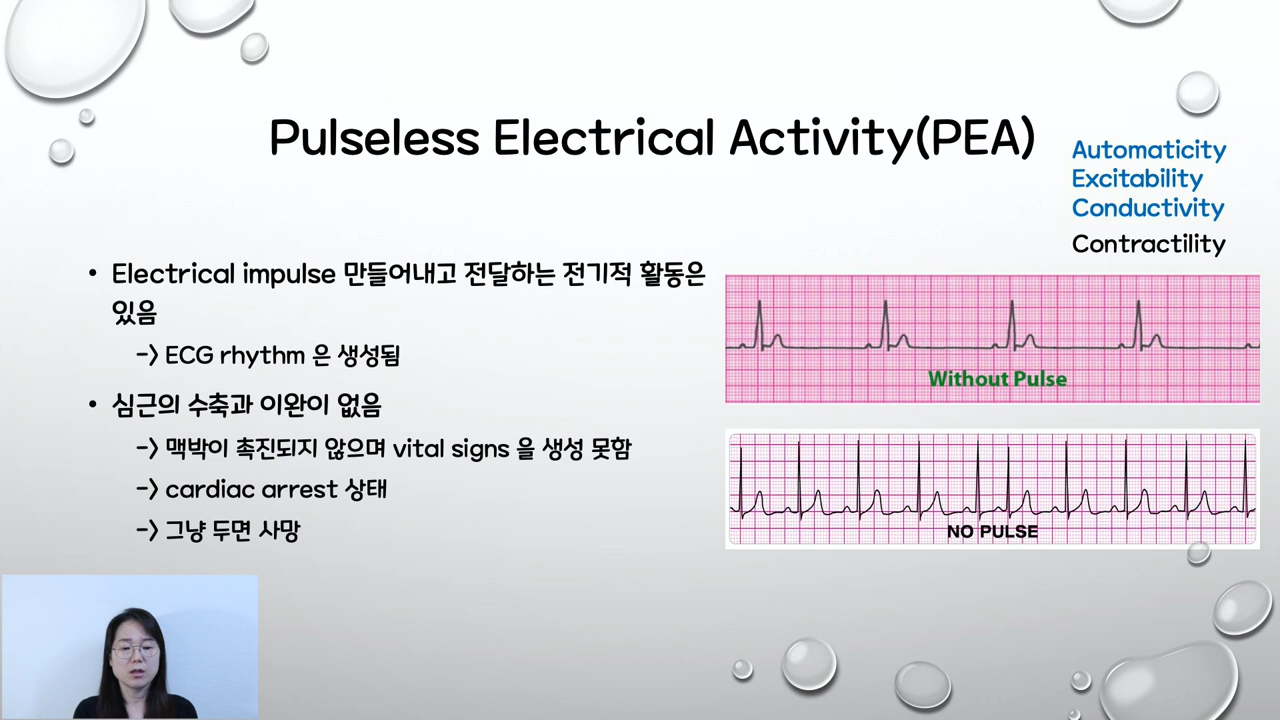 Pulseless Electrical Activity(PEA)
Automaticity
Excitability
Conductivity
Contractility
• Electrical impulse 만들어내고 전달하는 전기적 활동은
있음
-> ECG rhythm 은 생성됨
• 심근의 수축과 이완이 없음
-> 맥박이 촉진되지 않으며 vital signs 을 생성 못함
-> cardiac arrest 상태
-> 그냥 두면 사망
Without Pulse
NO PULSE